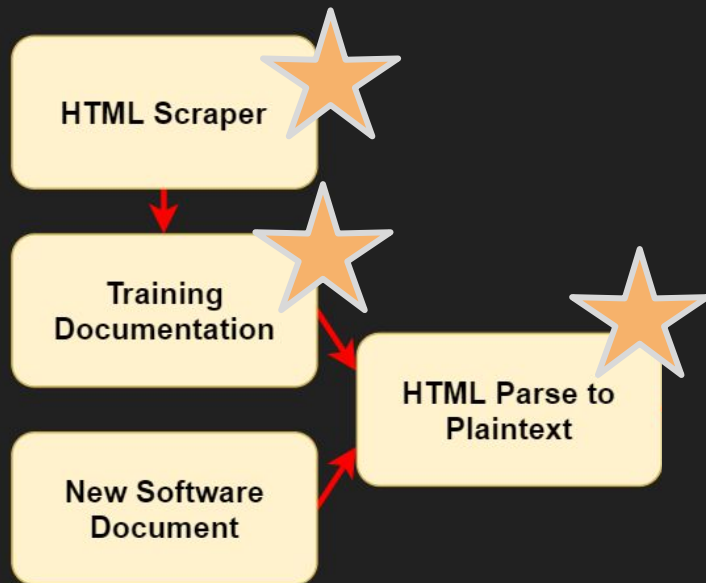 HTML Scraper
Training
Documentation
HTML Parse to
Plaintext
New Software
Document